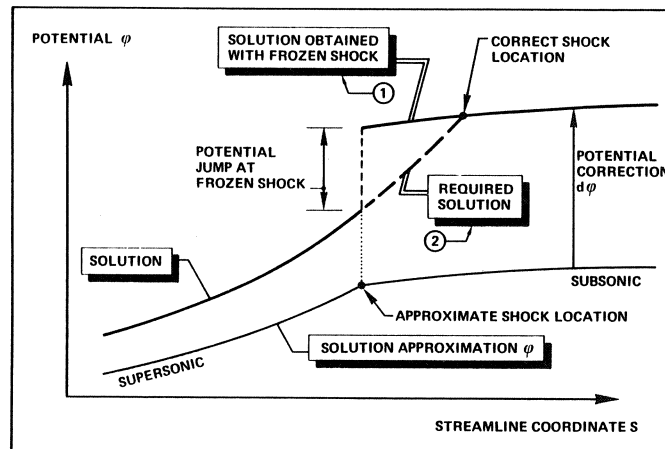 POTENTIAL φ
SOLUTION OBTAINED
WITH FROZEN SHOCK
1
CORRECT SHOCK
LOCATION
POTENTIAL
JUMP AT
FROZEN SHOCK
REQUIRED
SOLUTION
2
POTENTIAL
CORRECTION
dφ
SOLUTION
SUBSONIC
APPROXIMATE SHOCK LOCATION
SOLUTION APPROXIMATION φ
SUPERSONIC
STREAMLINE COORDINATE S